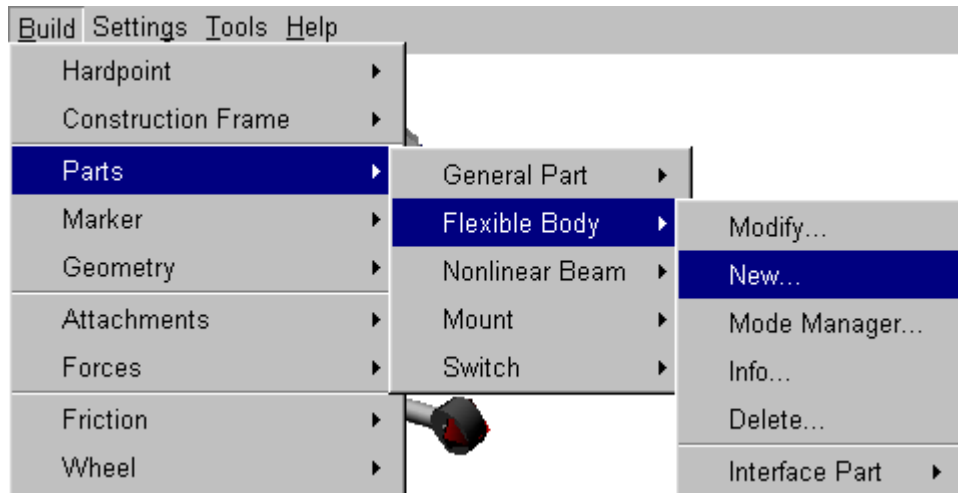 Build Settings Tools Help
Hardpoint
Construction Frame
Parts
Marker
Geometry
Attachments
Forces
Friction
Wheel
General Part
Flexible Body
Nonlinear Beam
Mount
Switch
Modify...
New...
Mode Manager...
Info...
Delete...
Interface Part